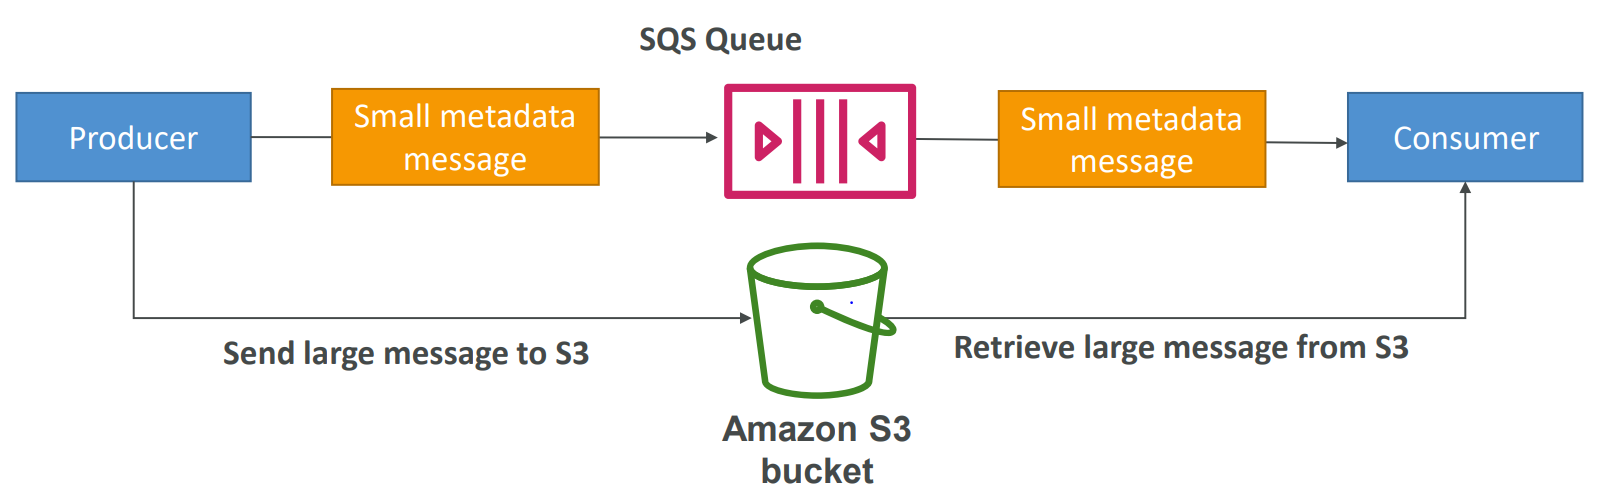 SQS Queue
Producer
Small metadata
message
Small metadata
message
Consumer
Send large message to S3
Retrieve large message from S3
Amazon S3
bucket